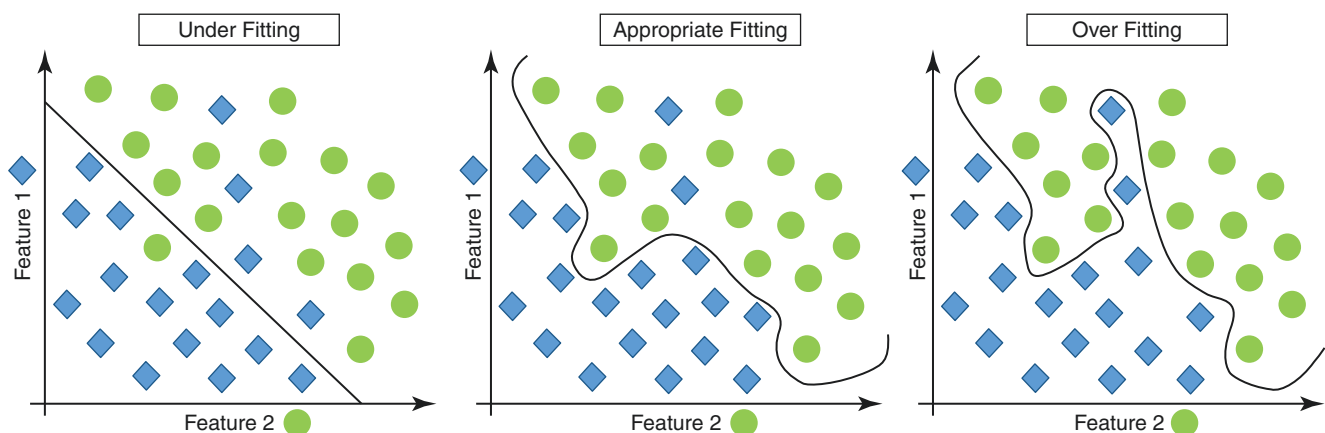 Under Fitting
Appropriate Fitting
Over Fitting
Feature 1
Feature 2
Feature 1
Feature 2
Feature 1
Feature 2